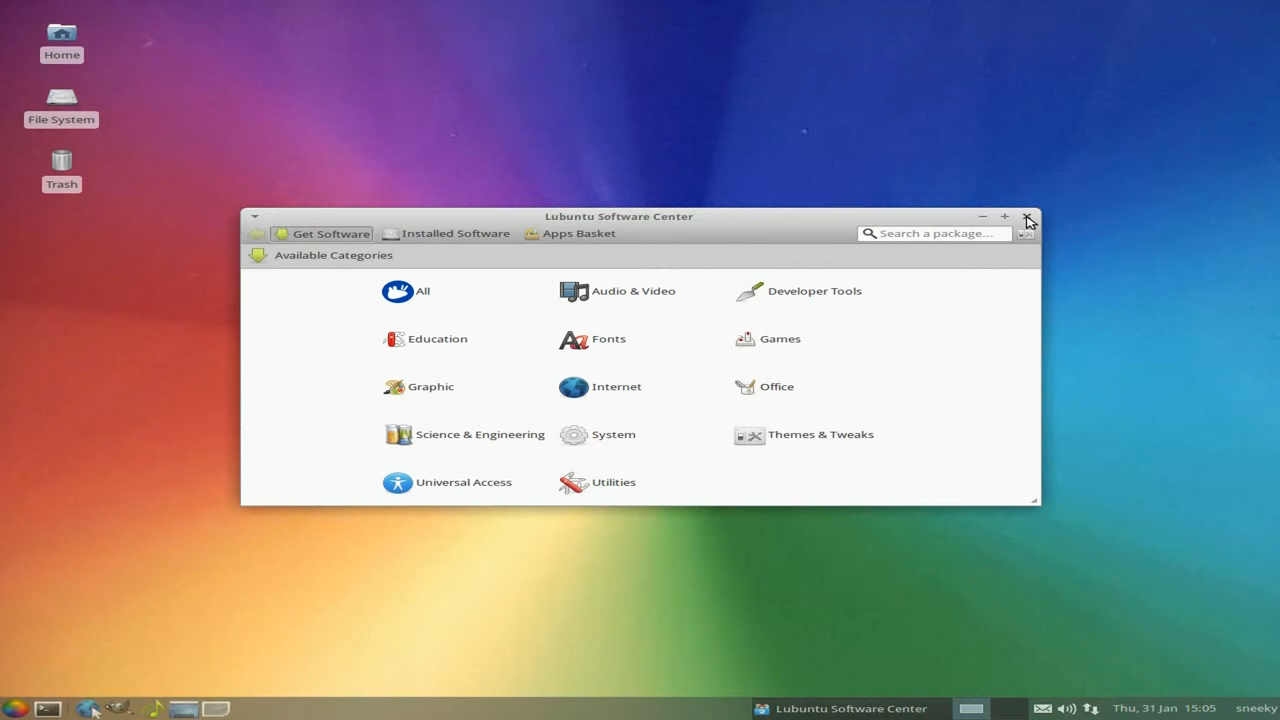 Home
File System
Trash
Lubuntu Software Center
Get Software Installed Software Apps Basket Search a package...
Available Categories
All Audio & Video Developer Tools
Education Fonts Games
Graphic Internet Office
Science & Engineering System Themes & Tweaks
Universal Access Utilities
Lubuntu Software Center Thu, 31 Jan 15:05 sneeky